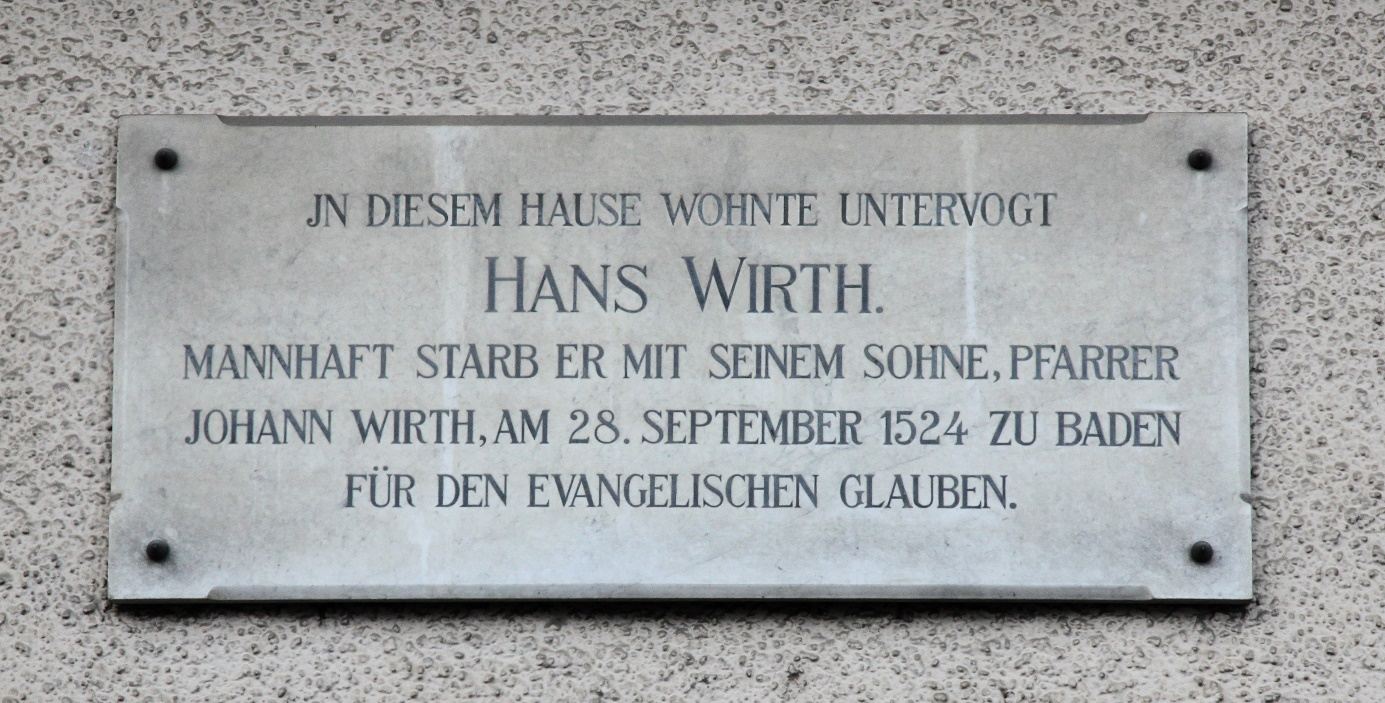 JN DIESEM HAUSE WOHNTE UNTERVOGT
HANS WIRTH.
MANNHAFT STARB ER MIT SEINEM SOHNE, PFARRER
JOHANN WIRTH, AM 28. SEPTEMBER 1524 ZU BADEN
FÜR DEN EVANGELISCHEN GLAUBEN.